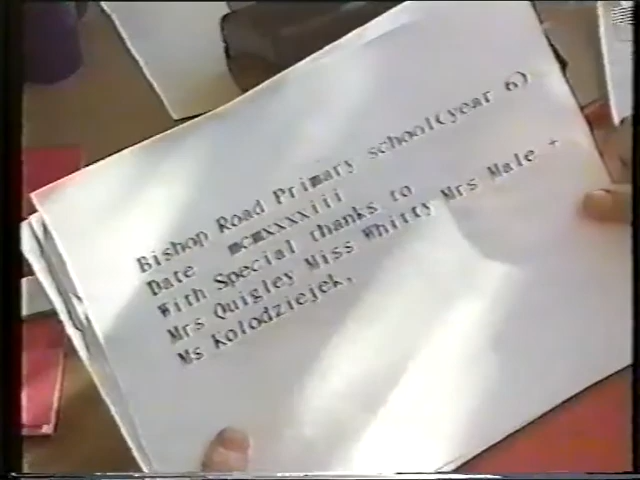 Bishop Road Primary school(year 6)
Date mcmxxxxiii
With Special thanks to
Mrs Quigley Miss Whitty Mrs Male +
Ms Kolodziejek,